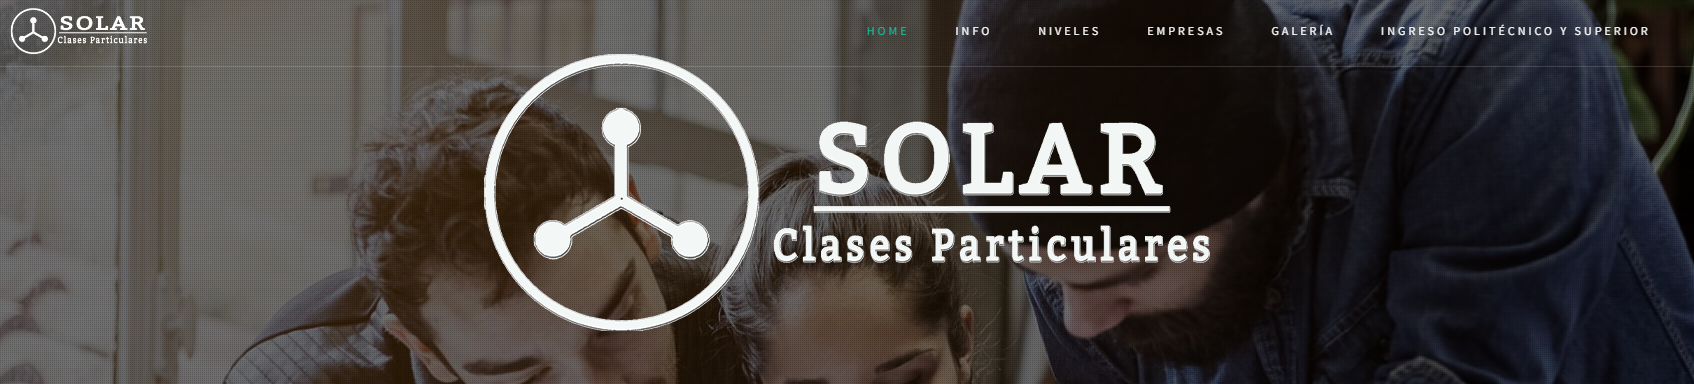 SOLAR
Clases Particulares
HOME INFO NIVELES EMPRESAS GALERÍA INGRESO POLITÉCNICO Y SUPERIOR
SOLAR
Clases Particulares